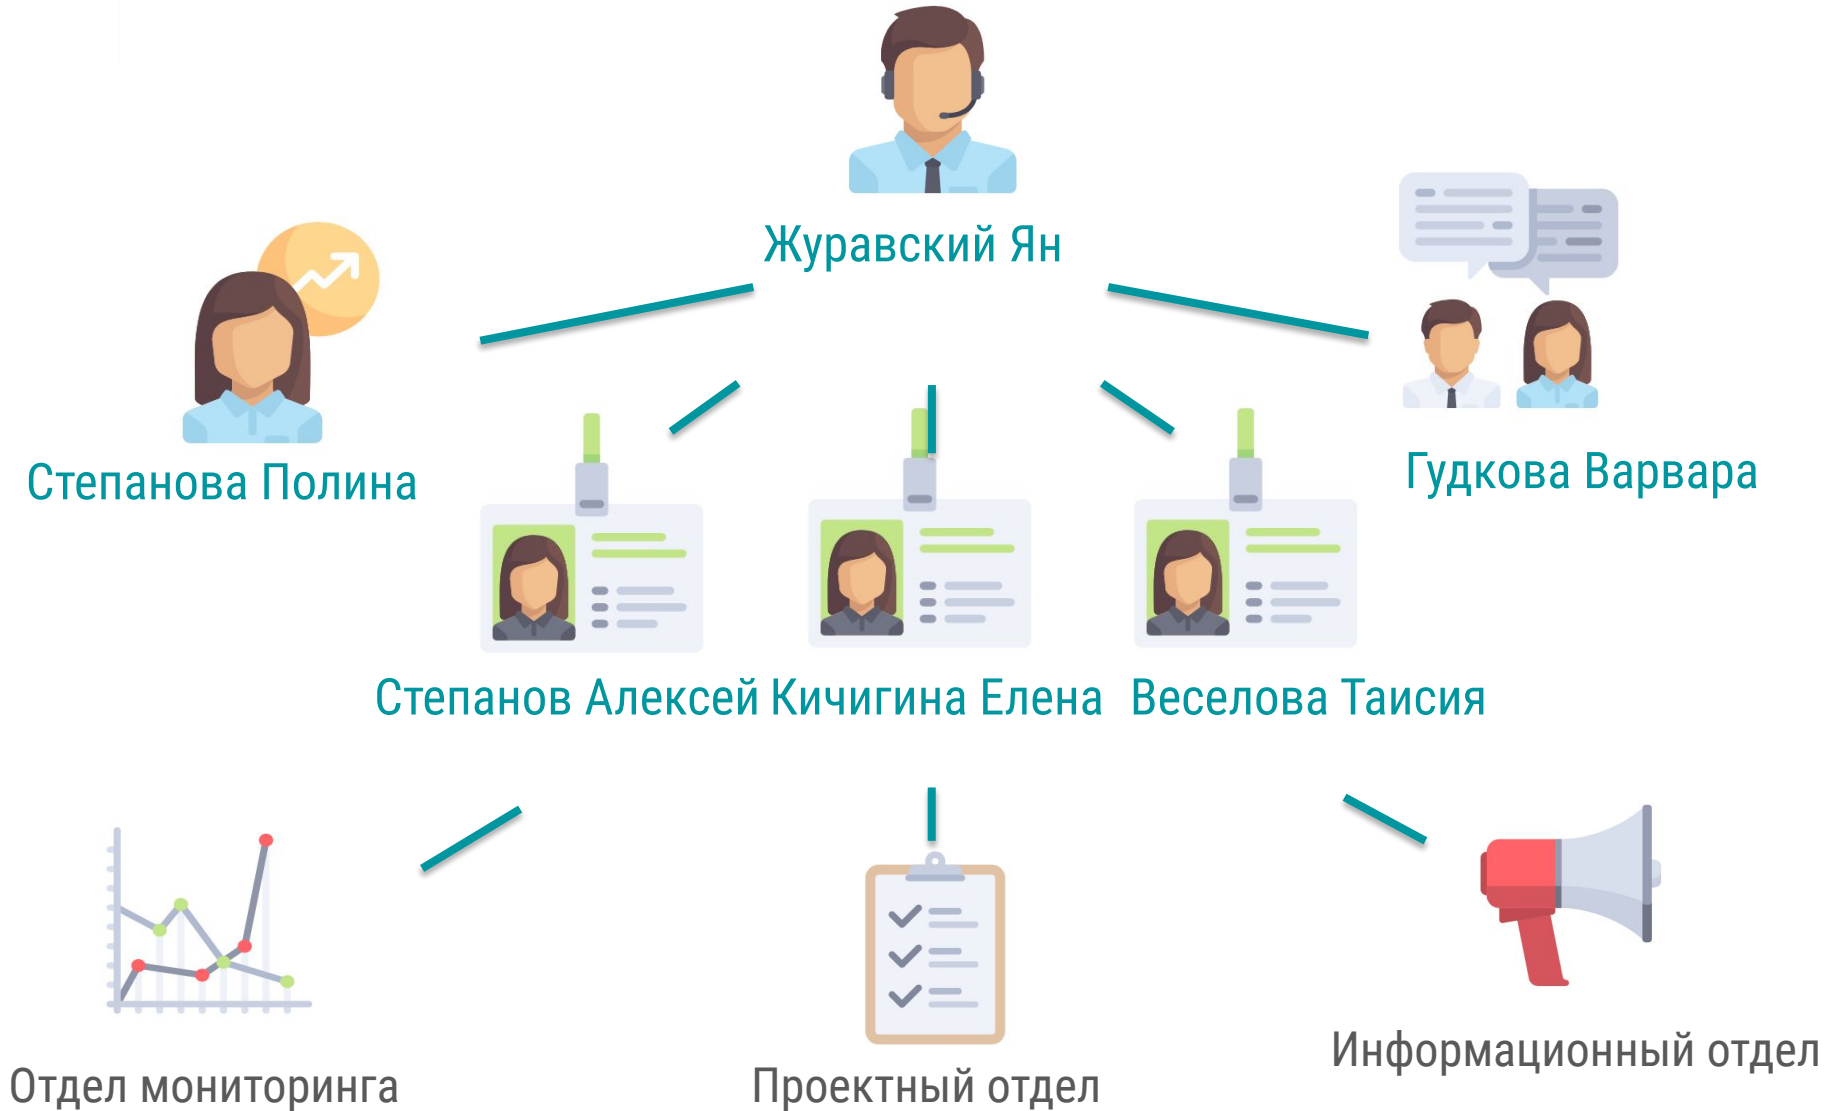 Журавский Ян
Степанова Полина
Гудкова Варвара
Степанов Алексей
Кичигина Елена
Веселова Таисия
Отдел мониторинга
Проектный отдел
Информационный отдел